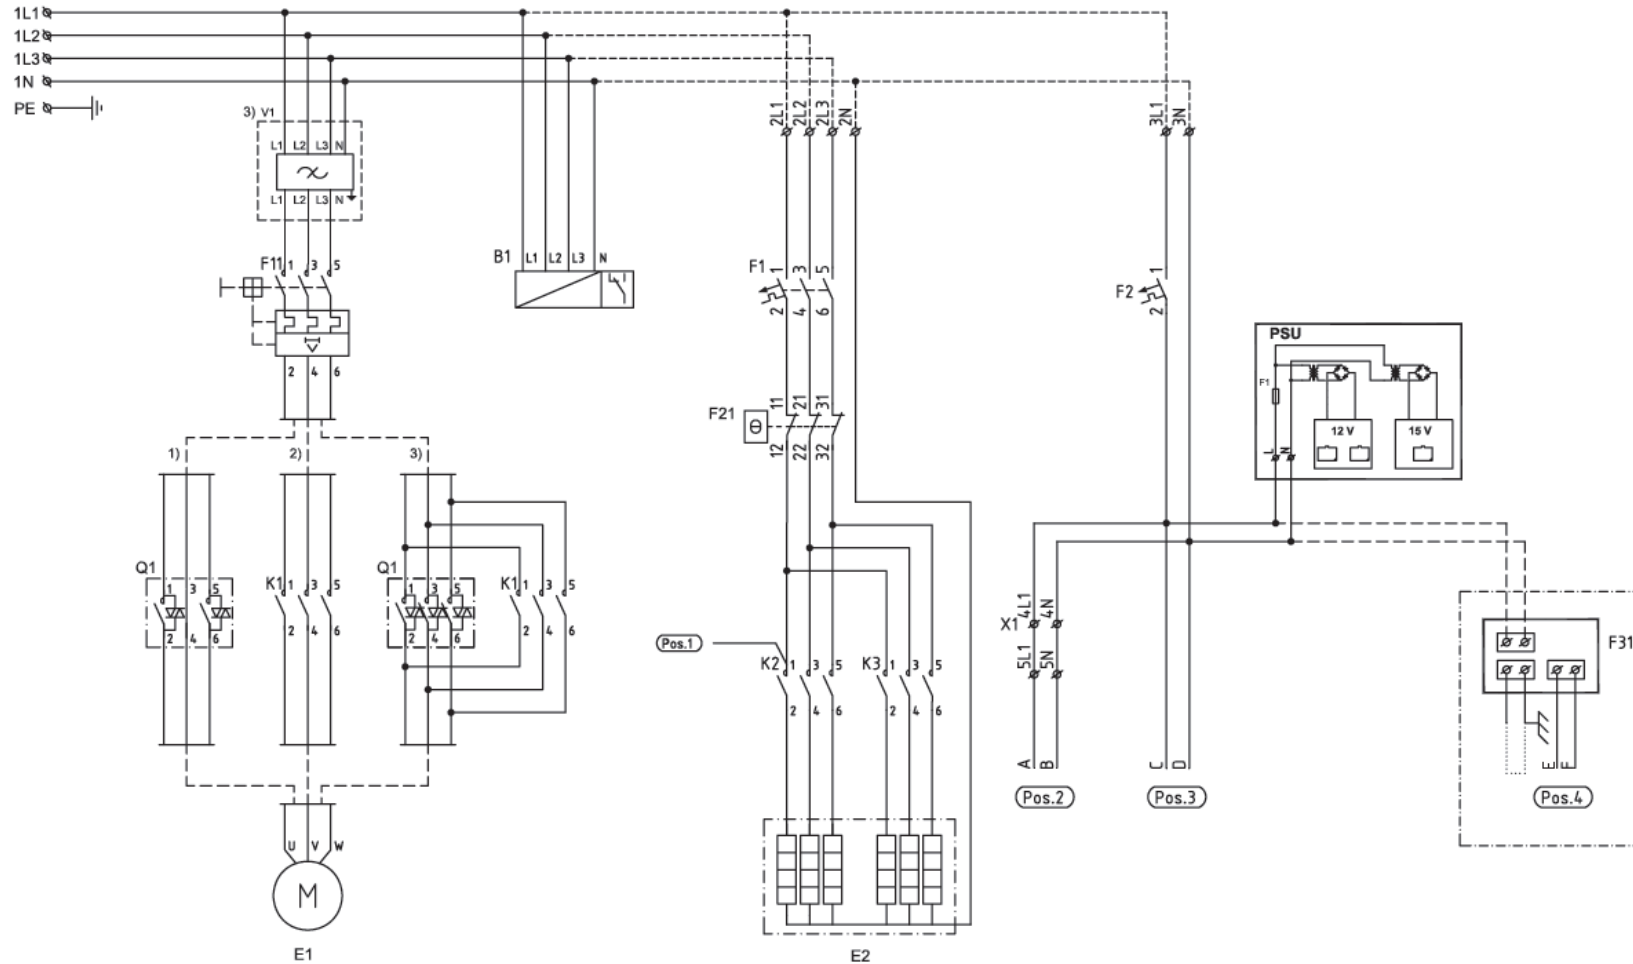 1L1
1L2
1L3
1N
PE
3) V1
L1 L2 L3 N
L1 L2 L3 N
2L1 2L2 2L3 2N
3L1 3N
B1 L1 L2 L3 N
F11 1 3 5
2 4 6
F1 1 3 5
2 4 6
F2 1
2
PSU
F1
12 V 15 V
L N
F21 11 21 31
12 22 32
1) 2) 3)
Q1 1 3 5
2 4 6
K1 1 3 5
2 4 6
Q1 1 3 5
2 4 6
K1 1 3 5
2 4 6
Pos.1
K2 1 3 5
2 4 6
K3 1 3 5
2 4 6
X1 4L1 4N
5L1 5N
F31
A B C D E F
Pos.2 Pos.3 Pos.4
U V W
M
E1
E2